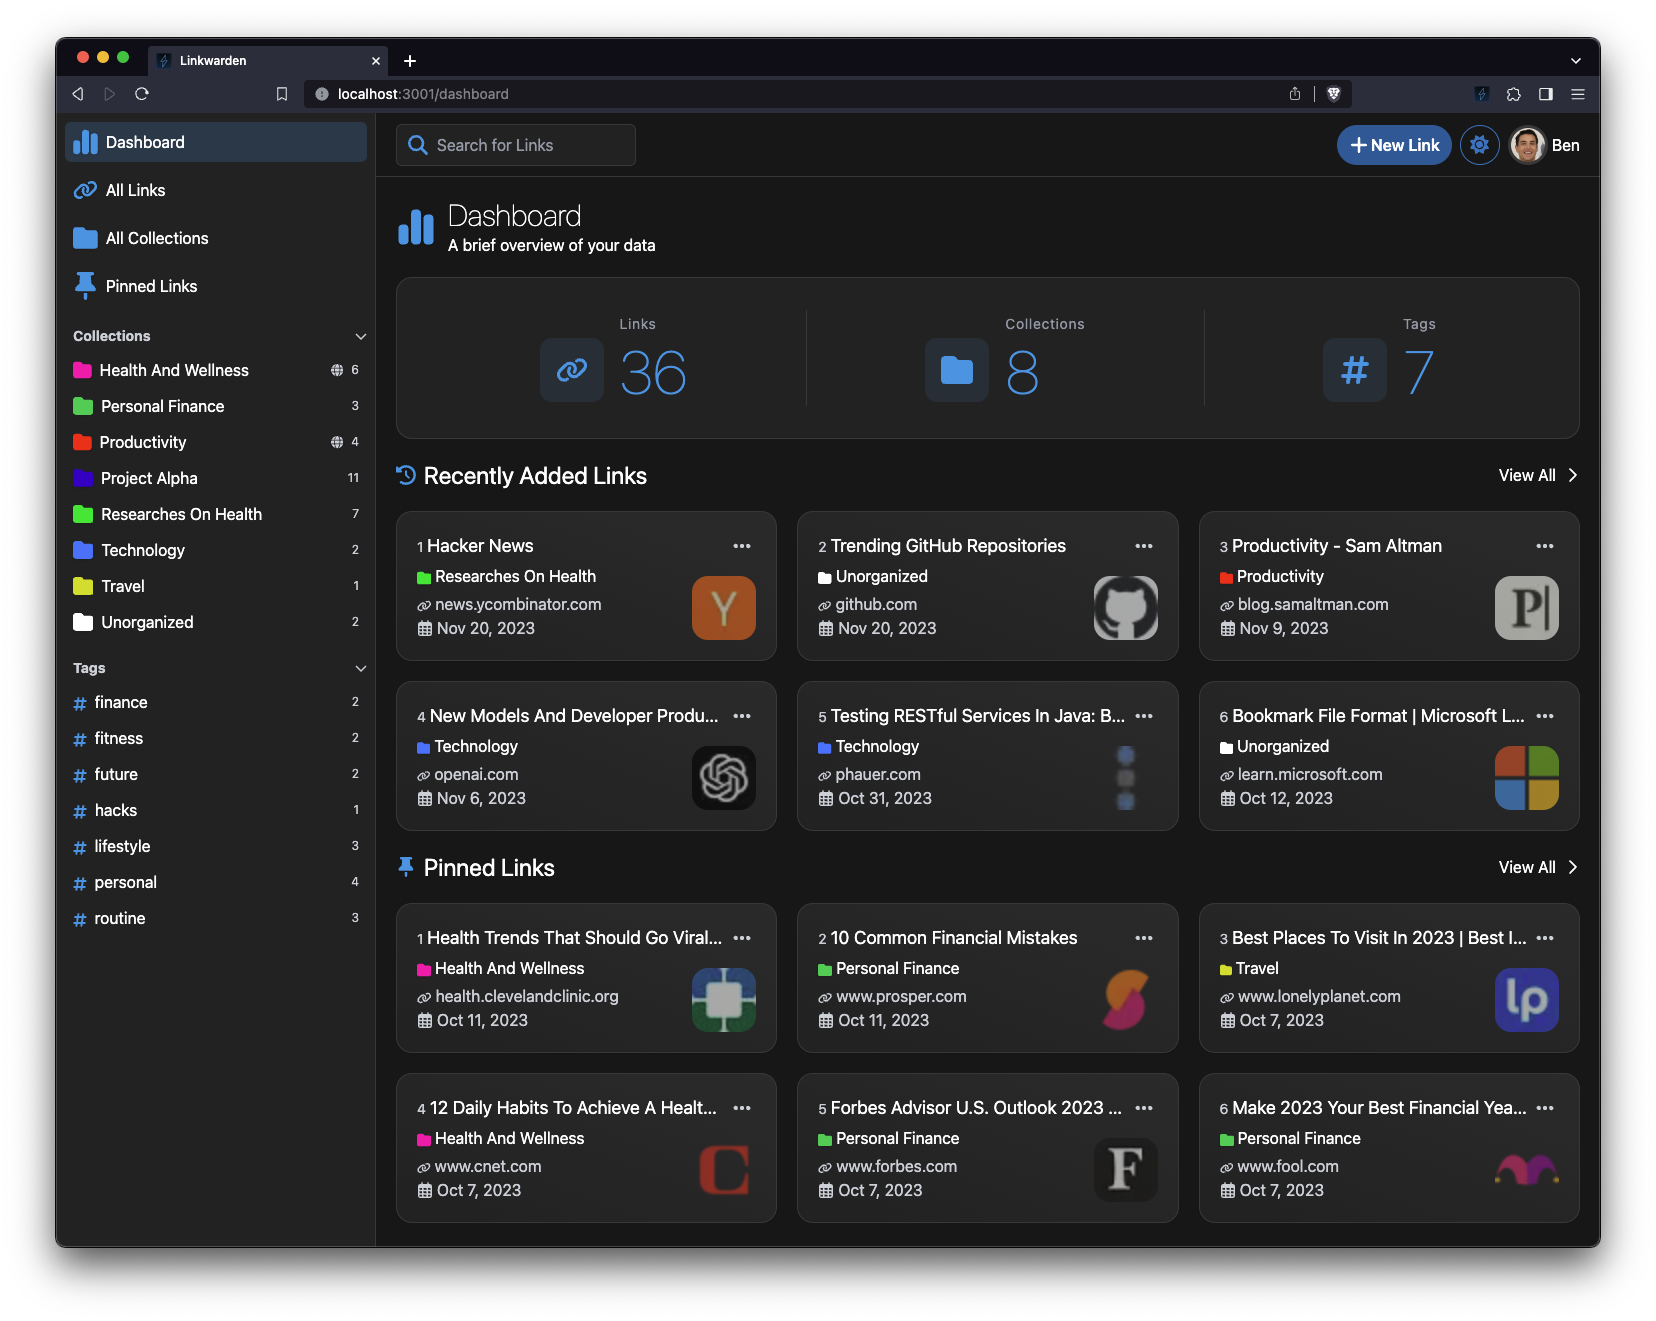 Linkwarden
localhost:3001/dashboard
Dashboard
All Links
All Collections
Pinned Links
Collections
Health And Wellness 6
Personal Finance 3
Productivity 4
Project Alpha 11
Researches On Health 7
Technology 2
Travel 1
Unorganized 2
Tags
# finance 2
# fitness 2
# future 2
# hacks 1
# lifestyle 3
# personal 4
# routine 3
Search for Links
+ New Link
Ben
Dashboard
A brief overview of your data
Links
36
Collections
8
Tags
# 7
Recently Added Links
View All
1 Hacker News
Researches On Health
news.ycombinator.com
Nov 20, 2023
Y
2 Trending GitHub Repositories
Unorganized
github.com
Nov 20, 2023
3 Productivity - Sam Altman
Productivity
blog.samaltman.com
Nov 9, 2023
P|
4 New Models And Developer Produ...
Technology
openai.com
Nov 6, 2023
5 Testing RESTful Services In Java: B...
Technology
phauer.com
Oct 31, 2023
6 Bookmark File Format | Microsoft L...
Unorganized
learn.microsoft.com
Oct 12, 2023
Pinned Links
View All
1 Health Trends That Should Go Viral...
Health And Wellness
health.clevelandclinic.org
Oct 11, 2023
2 10 Common Financial Mistakes
Personal Finance
www.prosper.com
Oct 11, 2023
3 Best Places To Visit In 2023 | Best I...
Travel
www.lonelyplanet.com
Oct 7, 2023
lp
4 12 Daily Habits To Achieve A Healt...
Health And Wellness
www.cnet.com
Oct 7, 2023
C
5 Forbes Advisor U.S. Outlook 2023 ...
Personal Finance
www.forbes.com
Oct 7, 2023
F
6 Make 2023 Your Best Financial Yea...
Personal Finance
www.fool.com
Oct 7, 2023